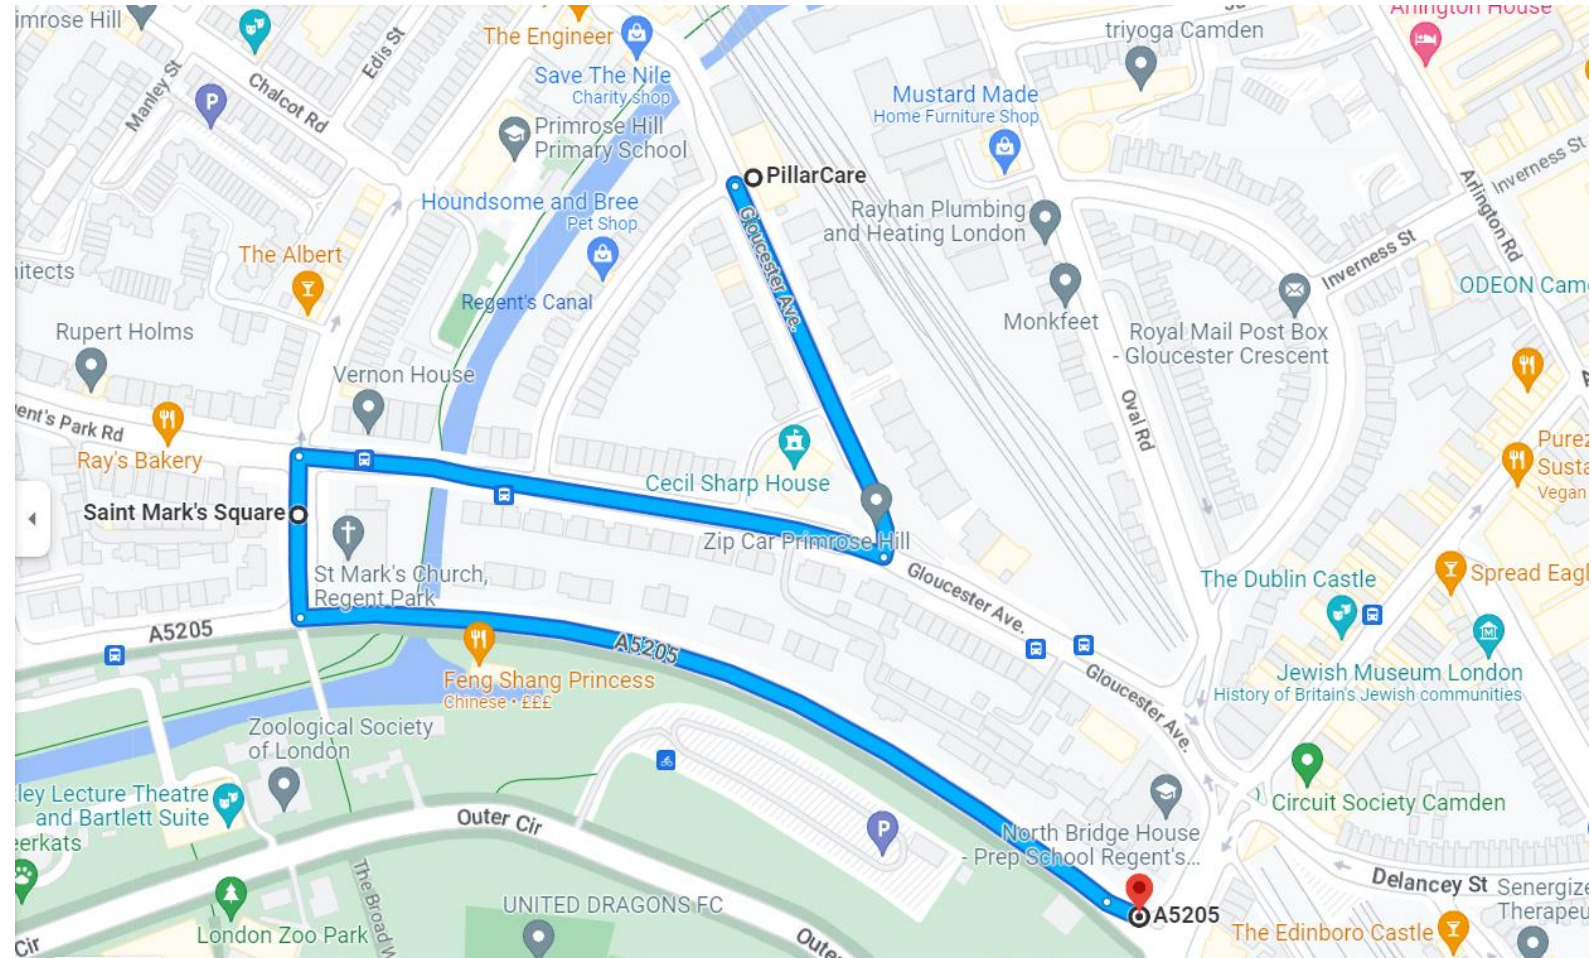 imrose Hill
The Engineer
triyoga Camden
Arlington House
Manley St
Chalcot Rd
Edis St
P
Save The Nile
Charity shop
Mustard Made
Home Furniture Shop
Primrose Hill
Primary School
PillarCare
Inverness St
Arlington Rd
Houndsome and Bree
Pet Shop
Gloucester Ave.
Rayhan Plumbing
and Heating London
The Albert
hitects
Inverness St
ODEON Cam
Regent's Canal
Rupert Holms
Monkfeet
Royal Mail Post Box
- Gloucester Crescent
Vernon House
Oval Rd
ent's Park Rd
Ray's Bakery
Cecil Sharp House
Purez
Susta
Vegan
Saint Mark's Square
Zip Car Primrose Hill
St Mark's Church,
Regent Park
Gloucester Ave.
The Dublin Castle
Spread Eagl
A5205
A5205
Feng Shang Princess
Chinese • £££
Gloucester Ave.
Jewish Museum London
History of Britain's Jewish communities
M
Zoological Society
of London
ley Lecture Theatre
and Bartlett Suite
eerkats
Outer Cir
P
North Bridge House
- Prep School Regent's...
Circuit Society Camden
The Broad W
Delancey St
Senergize
Therapeu
UNITED DRAGONS FC
A5205
London Zoo Park
Cir
Oute
The Edinboro Castle